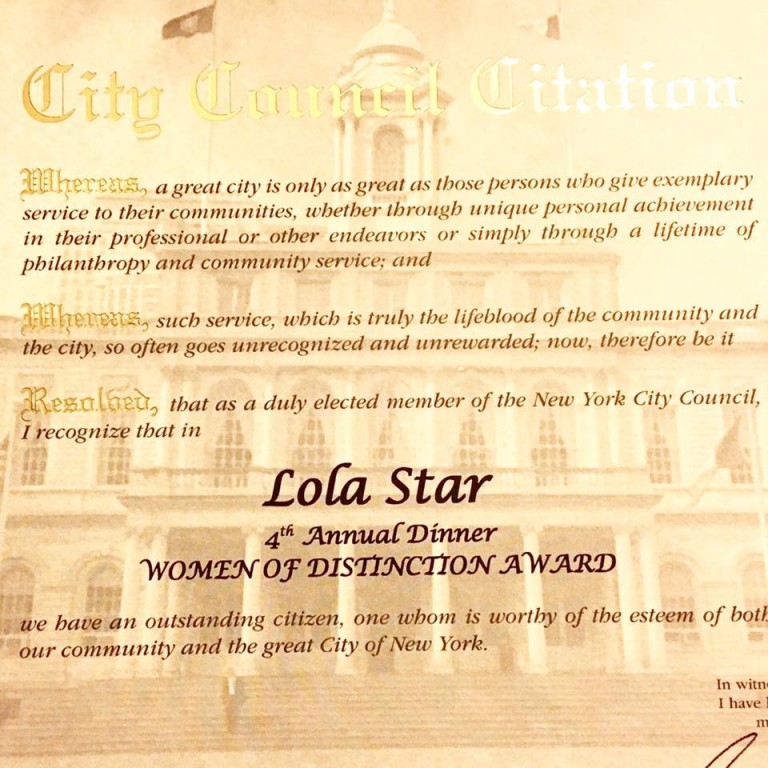 City Council Citation
Whereas, a great city is only as great as those persons who give exemplary
service to their communities, whether through unique personal achievement
in their professional or other endeavors or simply through a lifetime of
philanthropy and community service; and
Whereas, such service, which is truly the lifeblood of the community and
the city, so often goes unrecognized and unrewarded; now, therefore be it
Resolved, that as a duly elected member of the New York City Council,
I recognize that in
Lola Star
4th Annual Dinner
WOMEN OF DISTINCTION AWARD
we have an outstanding citizen, one whom is worthy of the esteem of both
our community and the great City of New York.
In
I have